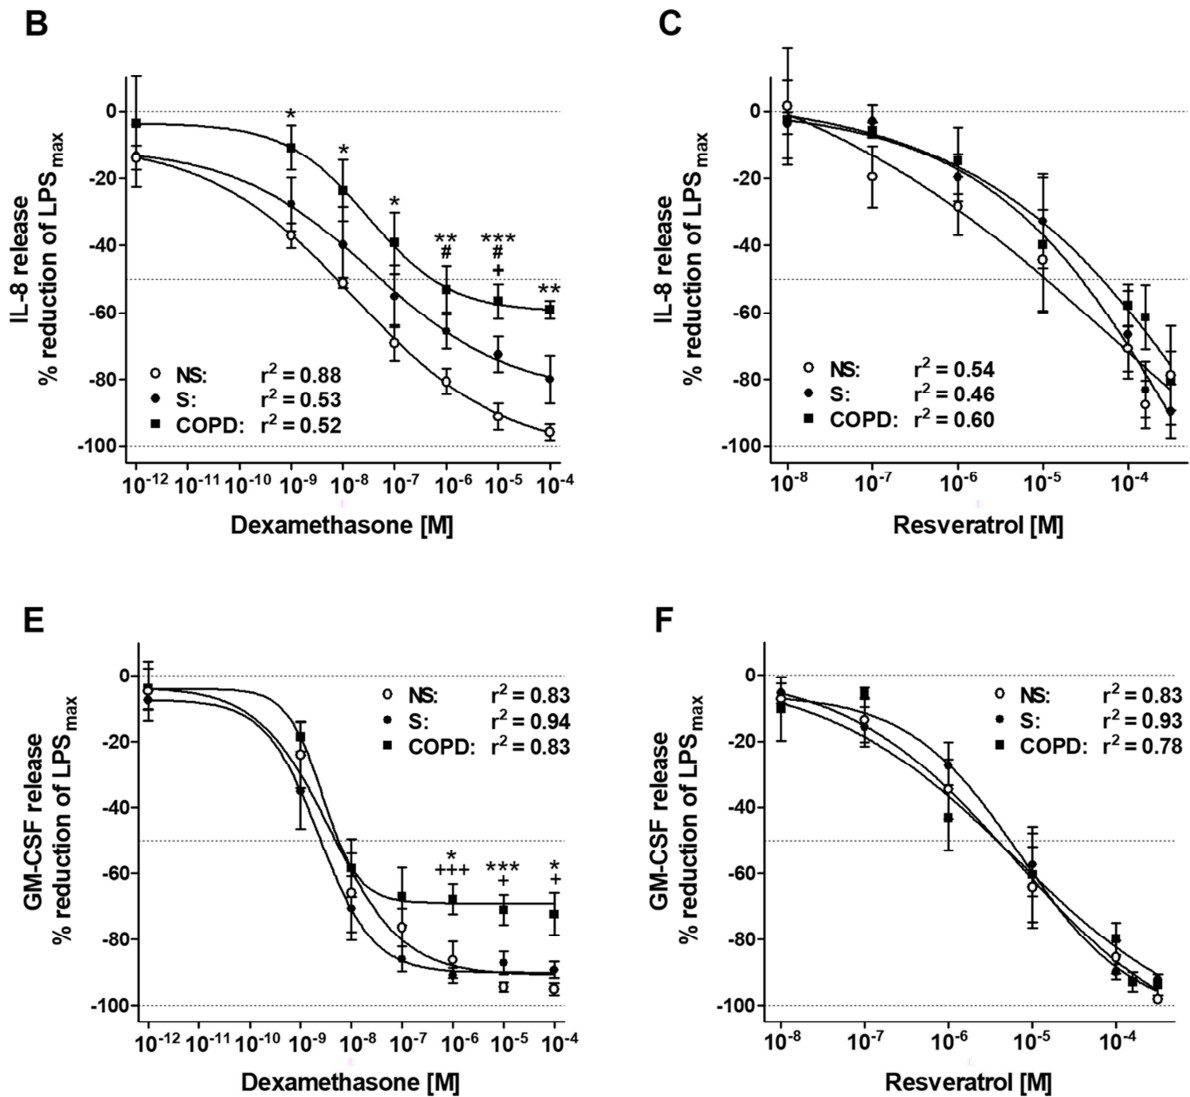 B
IL-8 release
% reduction of LPSmax
0
-20
-40
-60
-80
-100
*
*
*
**
#
***
#
+
**
NS: r² = 0.88
S: r² = 0.53
COPD: r² = 0.52
10⁻¹² 10⁻¹¹ 10⁻¹⁰ 10⁻⁹ 10⁻⁸ 10⁻⁷ 10⁻⁶ 10⁻⁵ 10⁻⁴
Dexamethasone [M]
C
IL-8 release
% reduction of LPSmax
0
-20
-40
-60
-80
-100
NS: r² = 0.54
S: r² = 0.46
COPD: r² = 0.60
10⁻⁸ 10⁻⁷ 10⁻⁶ 10⁻⁵ 10⁻⁴
Resveratrol [M]
E
GM-CSF release
% reduction of LPSmax
0
-20
-40
-60
-80
-100
NS: r² = 0.83
S: r² = 0.94
COPD: r² = 0.83
*
+++
***
+
*
+
10⁻¹² 10⁻¹¹ 10⁻¹⁰ 10⁻⁹ 10⁻⁸ 10⁻⁷ 10⁻⁶ 10⁻⁵ 10⁻⁴
Dexamethasone [M]
F
GM-CSF release
% reduction of LPSmax
0
-20
-40
-60
-80
-100
NS: r² = 0.83
S: r² = 0.93
COPD: r² = 0.78
10⁻⁸ 10⁻⁷ 10⁻⁶ 10⁻⁵ 10⁻⁴
Resveratrol [M]